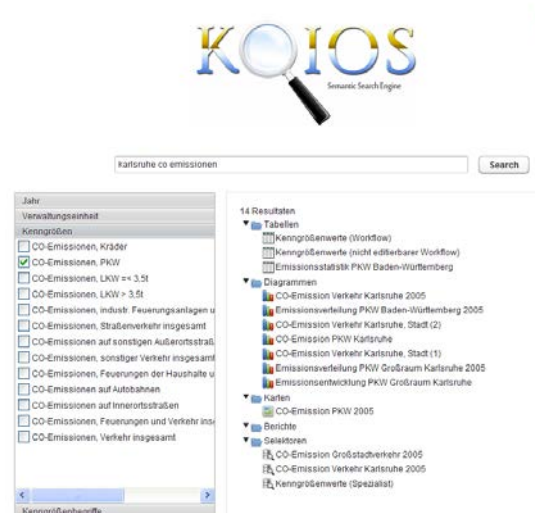 KOIOS
Semantic Search Engine
karlsruhe co emissionen
Search
Jahr
Verwaltungseinheit
Kenngrößen
CO-Emissionen, Kräder
CO-Emissionen, PKW
CO-Emissionen, LKW =< 3,5t
CO-Emissionen, LKW > 3,5t
CO-Emissionen, industr. Feuerungsanlagen u
CO-Emissionen, Straßenverkehr insgesamt
CO-Emissionen auf sonstigen Außerortsstraß
CO-Emissionen, sonstiger Verkehr insgesamt
CO-Emissionen, Feuerungen der Haushalte u
CO-Emissionen auf Autobahnen
CO-Emissionen auf Innerortsstraßen
CO-Emissionen, Feuerungen und Verkehr ins
CO-Emissionen, Verkehr insgesamt
Kenngrößenbegriffe
14 Resultaten
Tabellen
Kenngrößenwerte (Workflow)
Kenngrößenwerte (nicht editierbarer Workflow)
Emissionsstatistik PKW Baden-Württemberg
Diagrammen
CO-Emission Verkehr Karlsruhe 2005
Emissionsverteilung PKW Baden-Württemberg 2005
CO-Emission Verkehr Karlsruhe, Stadt (2)
CO-Emission PKW Karlsruhe
CO-Emission Verkehr Karlsruhe, Stadt (1)
Emissionsverteilung PKW Großraum Karlsruhe 2005
Emissionsentwicklung PKW Großraum Karlsruhe
Karten
CO-Emission PKW 2005
Berichte
Selektoren
CO-Emission Großstadtverkehr 2005
CO-Emission Verkehr Karlsruhe 2005
Kenngrößenwerte (Spezialist)